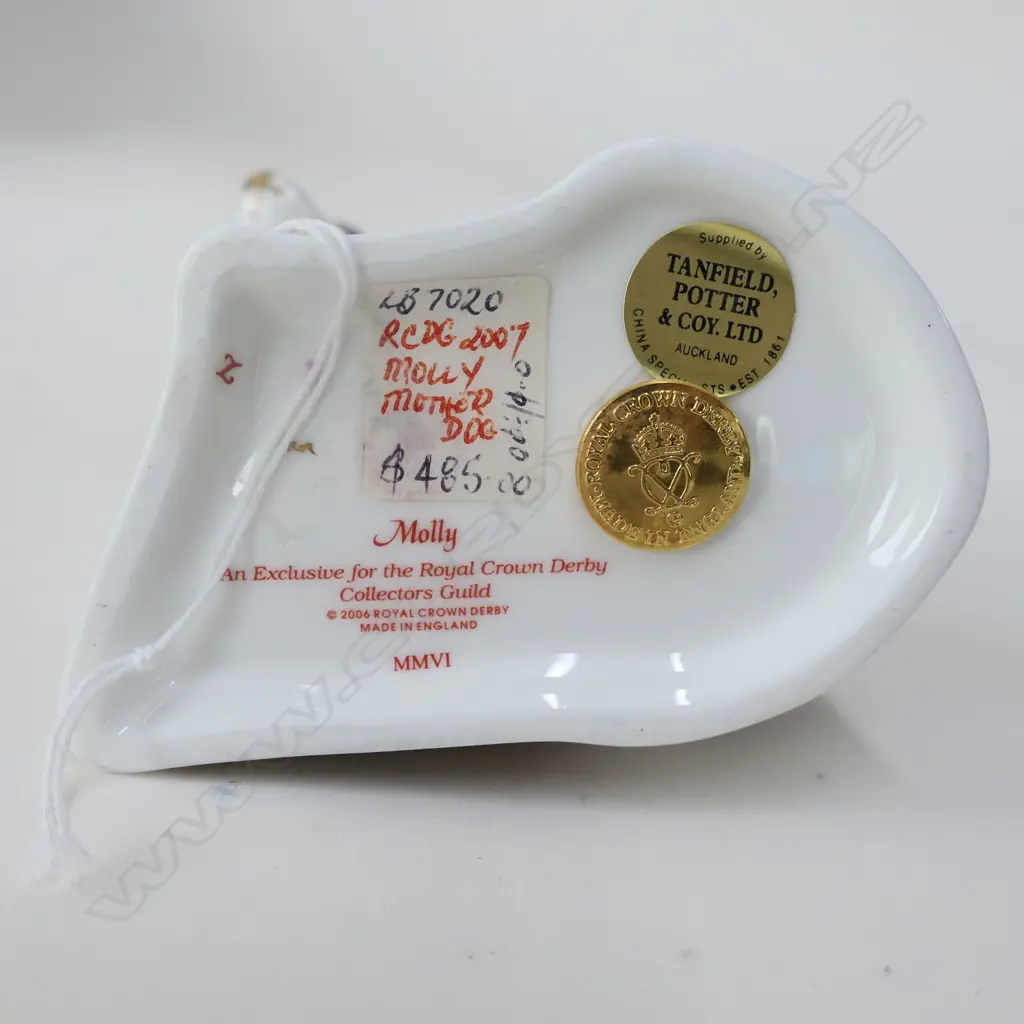 LB 7020
RCDG 2007
MOLLY
MOTHER
DOG
$485.00
Supplied by
TANFIELD,
POTTER
& COY. LTD
AUCKLAND
EST 1861
ROYAL CROWN DERBY
MADE IN ENGLAND
Molly
An Exclusive for the Royal Crown Derby
Collectors Guild
© 2006 ROYAL CROWN DERBY
MADE IN ENGLAND
MMVI